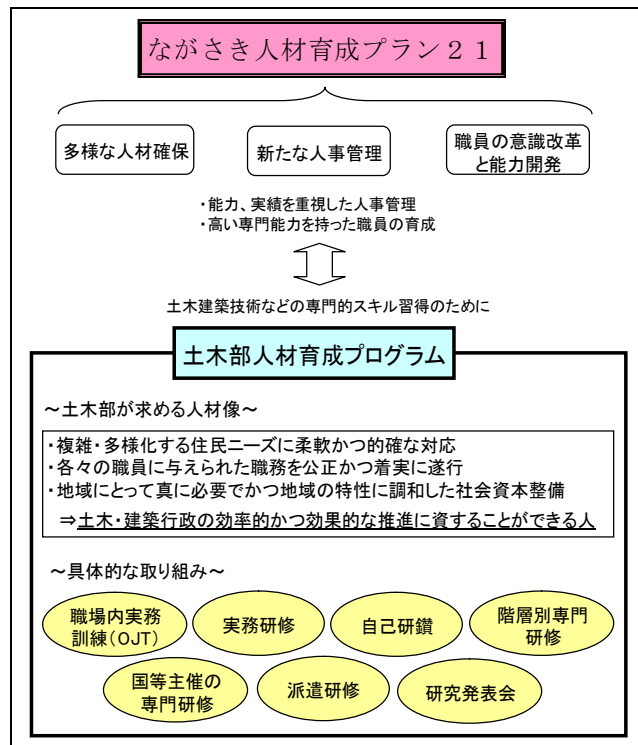 ながさき人材育成プラン２１
多様な人材確保
新たな人事管理
職員の意識改革
と能力開発
・能力、実績を重視した人事管理
・高い専門能力を持った職員の育成
土木建築技術などの専門的スキル習得のために
土木部人材育成プログラム
～土木部が求める人材像～
・複雑・多様化する住民ニーズに柔軟かつ的確な対応
・各々の職員に与えられた職務を公正かつ着実に遂行
・地域にとって真に必要でかつ地域の特性に調和した社会資本整備
⇒土木・建築行政の効率的かつ効果的な推進に資することができる人
～具体的な取り組み～
職場内実務
訓練(OJT)
実務研修
自己研鑽
階層別専門
研修
国等主催の
専門研修
派遣研修
研究発表会